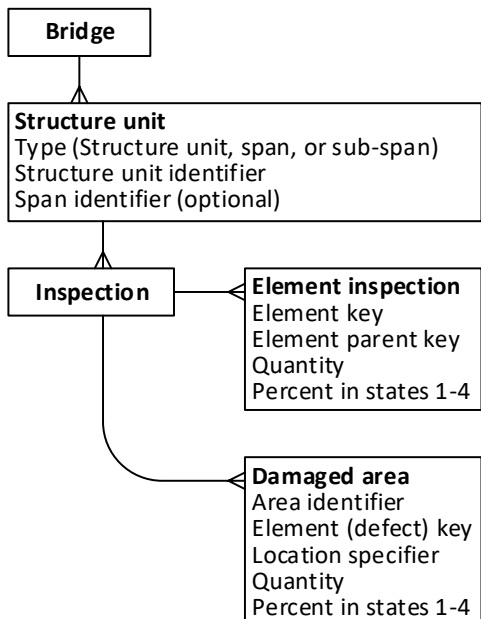 Bridge
Structure unit
Type (Structure unit, span, or sub-span)
Structure unit identifier
Span identifier (optional)
Inspection
Element inspection
Element key
Element parent key
Quantity
Percent in states 1-4
Damaged area
Area identifier
Element (defect) key
Location specifier
Quantity
Percent in states 1-4